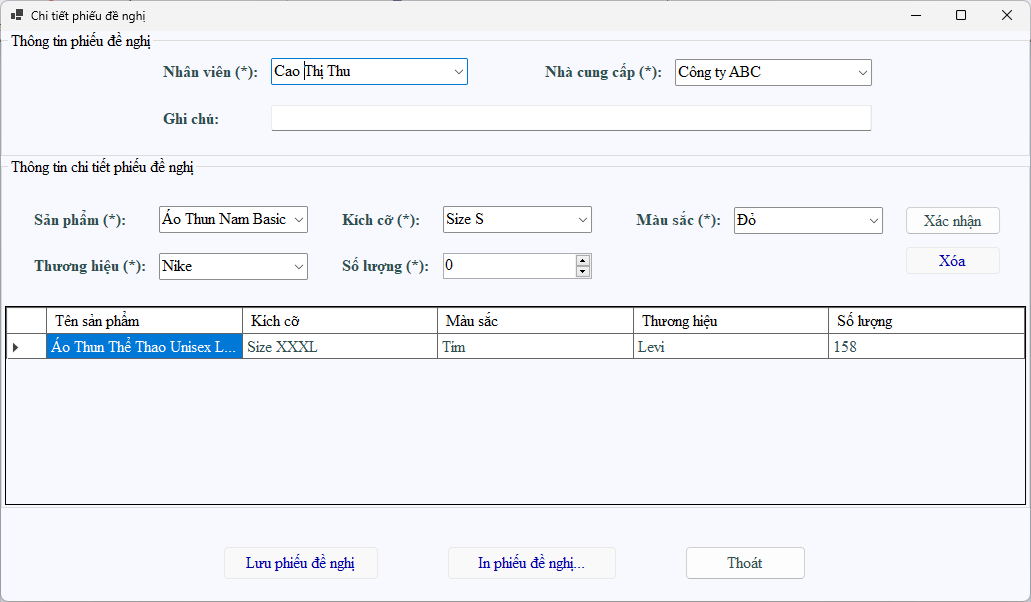 Chi tiết phiếu đề nghị
Thông tin phiếu đề nghị
Nhân viên (*): Cao Thị Thu Nhà cung cấp (*): Công ty ABC
Ghi chú:
Thông tin chi tiết phiếu đề nghị
Sản phẩm (*): Áo Thun Nam Basic Kích cỡ (*): Size S Màu sắc (*): Đỏ Xác nhận
Thương hiệu (*): Nike Số lượng (*): 0 Xóa
Tên sản phẩm Kích cỡ Màu sắc Thương hiệu Số lượng
Áo Thun Thể Thao Unisex L... Size XXXL Tím Levi 158
Lưu phiếu đề nghị In phiếu đề nghị... Thoát